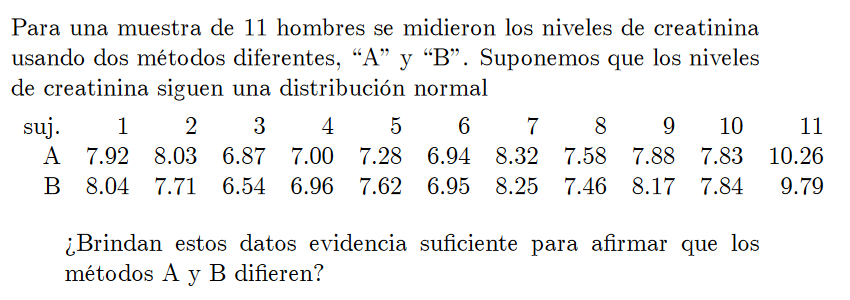 Para una muestra de 11 hombres se midieron los niveles de creatinina
usando dos métodos diferentes, “A” y “B”. Suponemos que los niveles
de creatinina siguen una distribución normal
suj. 1 2 3 4 5 6 7 8 9 10 11
A 7.92 8.03 6.87 7.00 7.28 6.94 8.32 7.58 7.88 7.83 10.26
B 8.04 7.71 6.54 6.96 7.62 6.95 8.25 7.46 8.17 7.84 9.79
¿Brindan estos datos evidencia suficiente para afirmar que los
métodos A y B difieren?